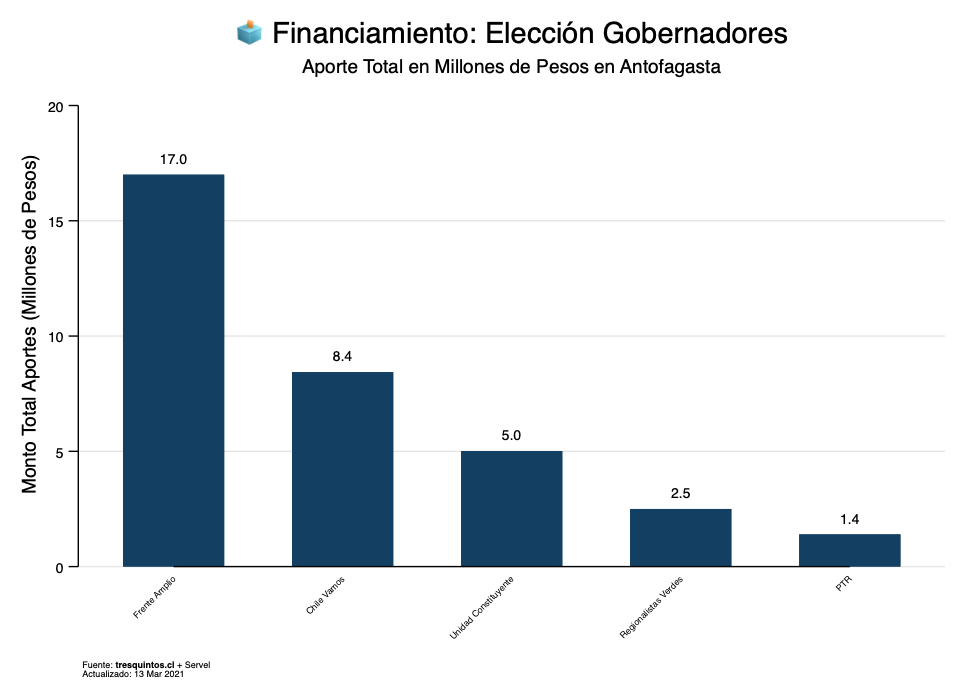 Financiamiento: Elección Gobernadores
Aporte Total en Millones de Pesos en Antofagasta
Monto Total Aportes (Millones de Pesos)
20
15
10
5
0
17.0
8.4
5.0
2.5
1.4
Frente Amplio
Chile Vamos
Unidad Constituyente
Regionalistas Verdes
PTR
Fuente: tresquintos.cl + Servel
Actualizado: 13 Mar 2021